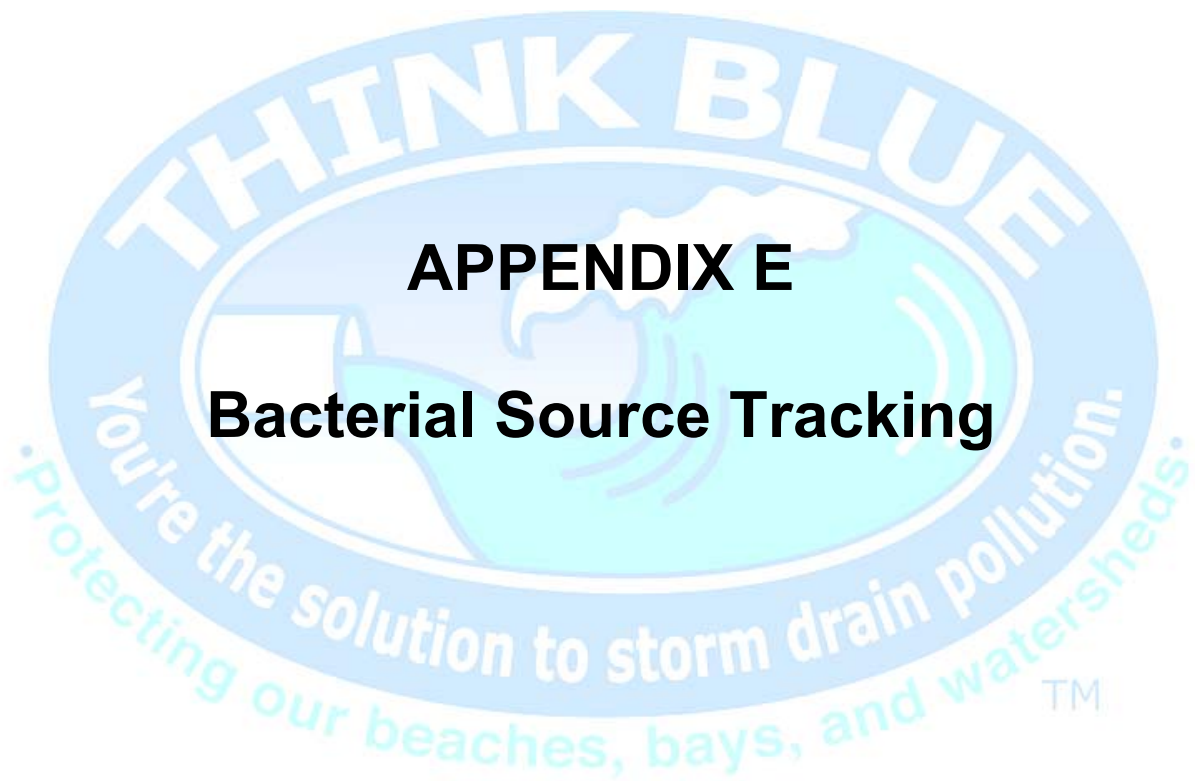 THINK BLUE
APPENDIX E
Bacterial Source Tracking
You're the solution to storm drain pollution.
•Protecting our beaches, bays, and watersheds•
TM